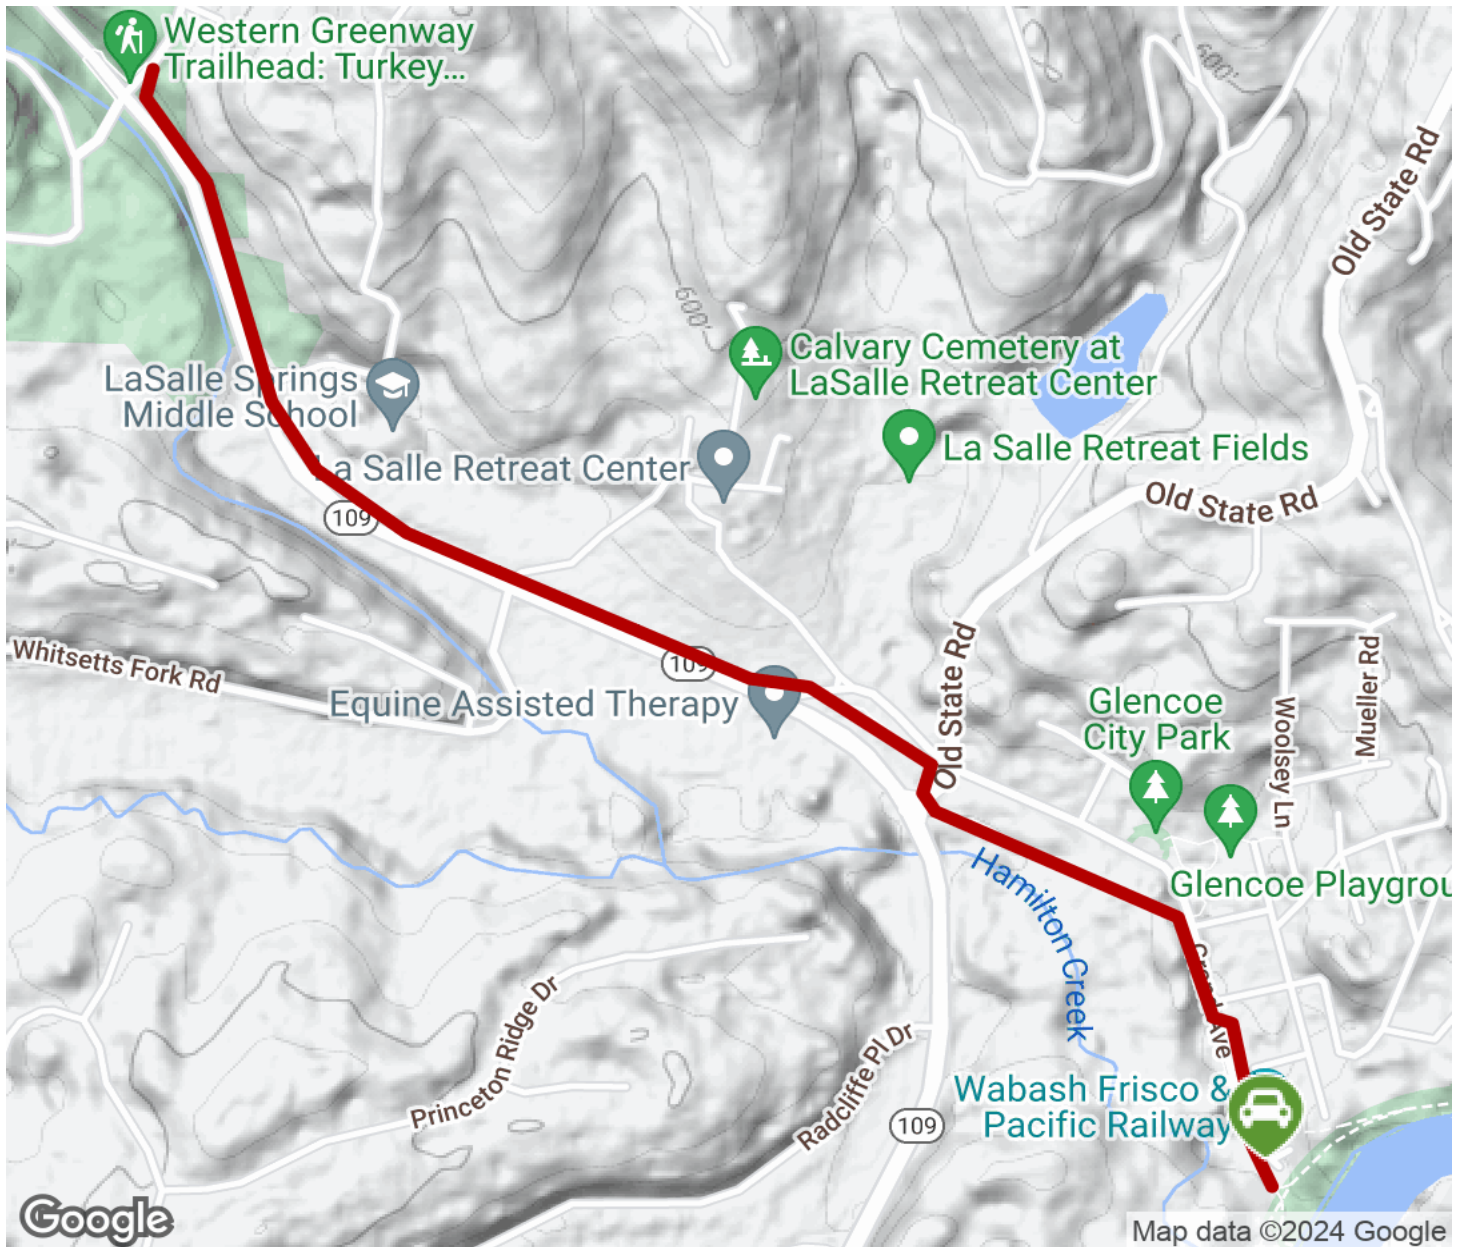 Western Greenway
Trailhead: Turkey...
600'
Old State Rd
600'
Calvary Cemetery at
LaSalle Retreat Center
LaSalle Springs
Middle School
La Salle Retreat Center
La Salle Retreat Fields
Old State Rd
109
Whitsetts Fork Rd
109
Equine Assisted Therapy
Old State Rd
Glencoe
City Park
Woolsey Ln
Mueller Rd
Hamilton Creek
Glencoe Playgrou
Grand Ave
Princeton Ridge Dr
Radcliffe Pl Dr
109
Wabash Frisco &
Pacific Railway
Google
Map data ©2024 Google